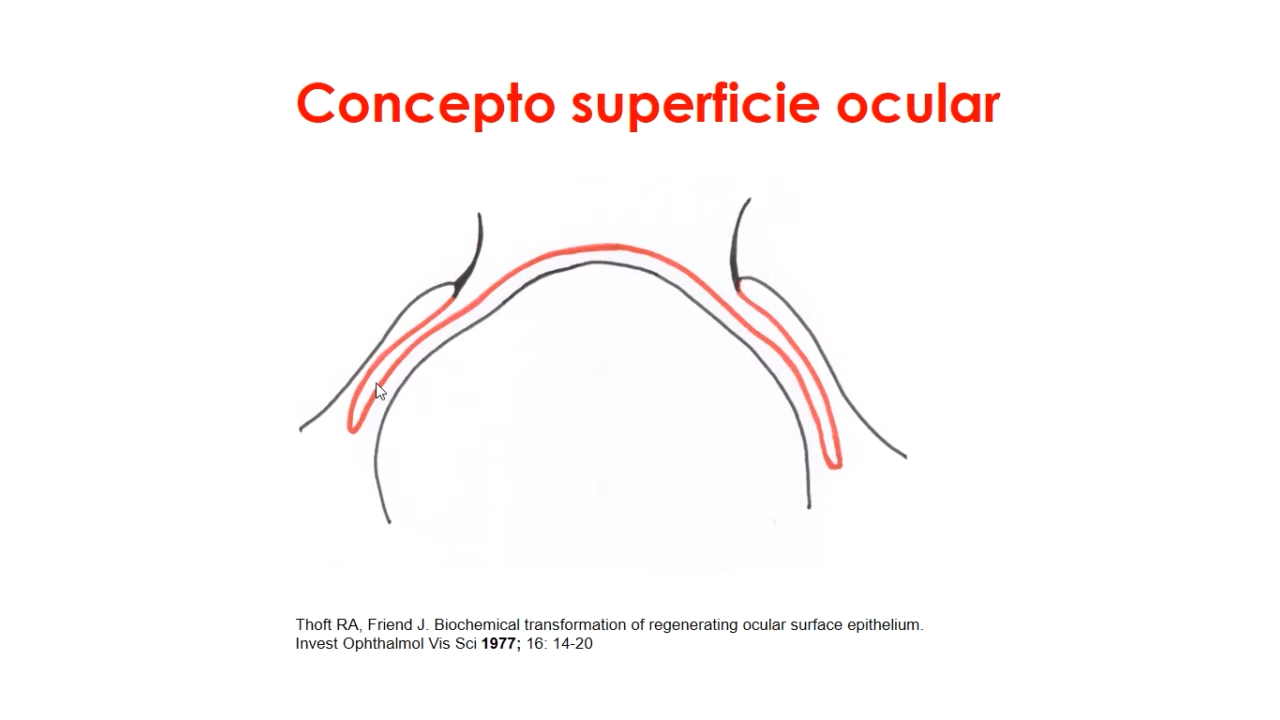 Concepto superficie ocular
Thoft RA, Friend J. Biochemical transformation of regenerating ocular surface epithelium.
Invest Ophthalmol Vis Sci 1977; 16: 14-20